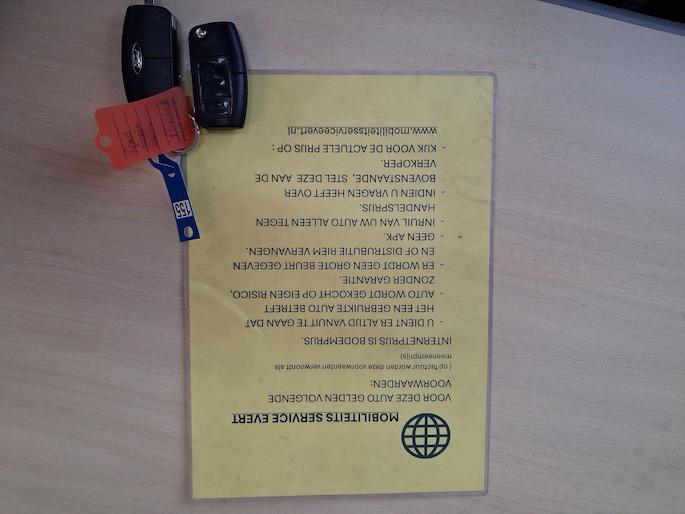 MOBILITEITS SERVICE EVERT
VOOR DEZE AUTO GELDEN VOLGENDE
VOORWAARDEN:
( op factuur worden deze voorwaarden verwoordt als
meeneemprijs)
INTERNETPRIJS IS BODEMPRIJS.
- U DIENT ER ALTIJD VANUIT TE GAAN DAT
HET EEN GEBRUIKTE AUTO BETREFT
- AUTO WORDT GEKOCHT OP EIGEN RISICO,
ZONDER GARANTIE.
- ER WORDT GEEN GROTE BEURT GEGEVEN
EN OF DISTRUBUTIE RIEM VERVANGEN.
- GEEN APK.
- INRUIL VAN UW AUTO ALLEEN TEGEN
HANDELSPRIJS.
- INDIEN U VRAGEN HEEFT OVER
BOVENSTAANDE, STEL DEZE AAN DE
VERKOPER.
- KIJK VOOR DE ACTUELE PRIJS OP :
www.mobiliteitsserviceevert.nl
155
Ford